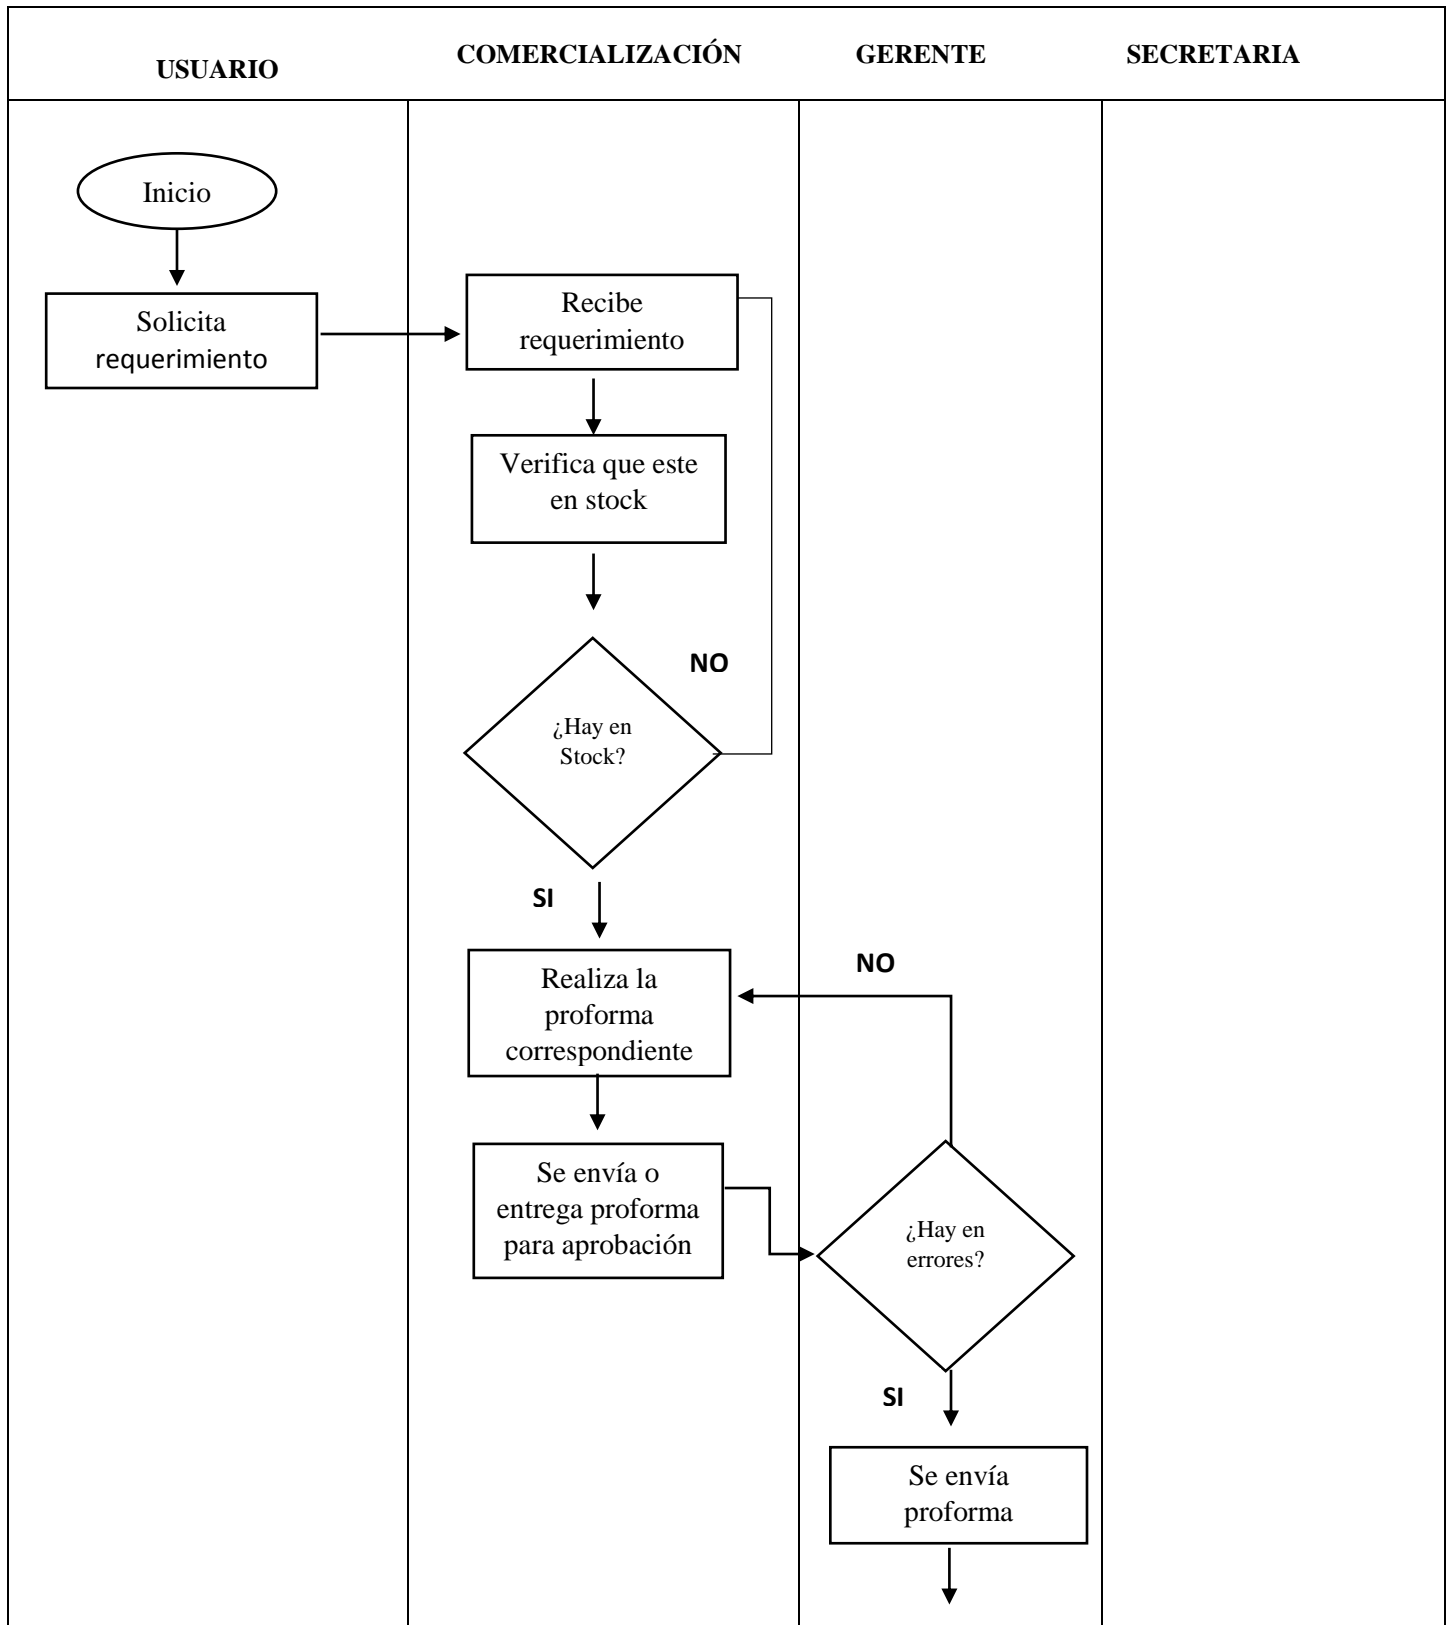 USUARIO
COMERCIALIZACIÓN
GERENTE
SECRETARIA
Inicio
Solicita
requerimiento
Recibe
requerimiento
Verifica que este
en stock
NO
¿Hay en
Stock?
SI
Realiza la
proforma
correspondiente
NO
Se envía o
entrega proforma
para aprobación
¿Hay en
errores?
SI
Se envía
proforma